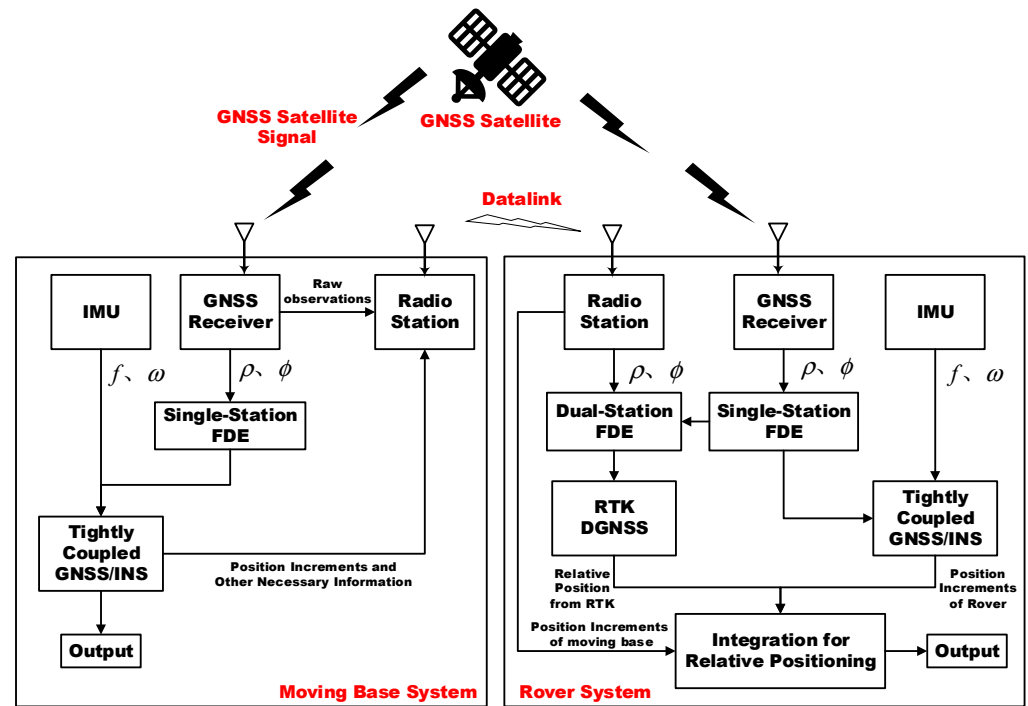 GNSS Satellite
Signal
GNSS Satellite
Datalink
IMU
GNSS
Receiver
Raw
observations
Radio
Station
f、ω
ρ、ϕ
Single-Station
FDE
Tightly
Coupled
GNSS/INS
Position Increments and
Other Necessary Information
Output
Moving Base System
Radio
Station
GNSS
Receiver
IMU
ρ、ϕ
ρ、ϕ
f、ω
Dual-Station
FDE
Single-Station
FDE
RTK
DGNSS
Tightly
Coupled
GNSS/INS
Relative
Position
from RTK
Position
Increments
of Rover
Position Increments
of moving base
Integration for
Relative Positioning
Output
Rover System